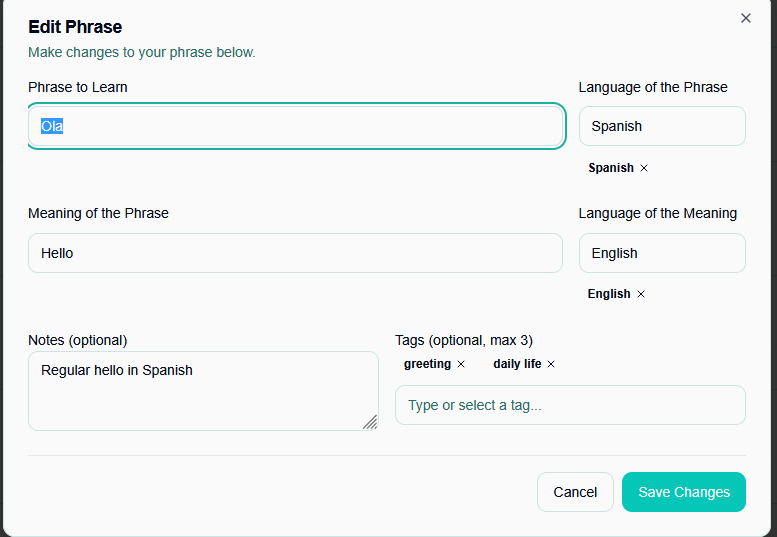 Edit Phrase
Make changes to your phrase below.
Phrase to Learn
Language of the Phrase
Ola
Spanish
Spanish
Meaning of the Phrase
Language of the Meaning
Hello
English
English
Notes (optional)
Tags (optional, max 3)
greeting
daily life
Regular hello in Spanish
Type or select a tag...
Cancel
Save Changes